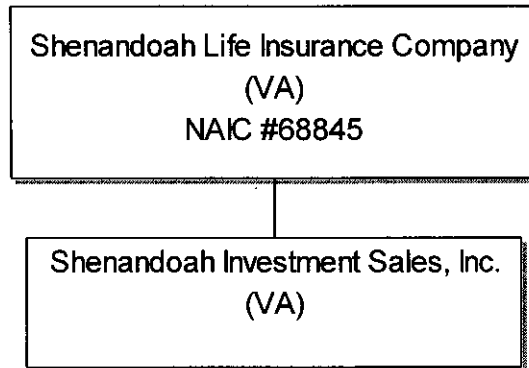 Shenandoah Life Insurance Company
(VA)
NAIC #68845
Shenandoah Investment Sales, Inc.
(VA)